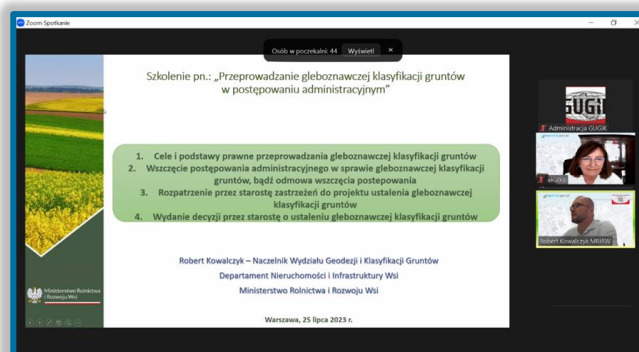 Zoom Spotkanie
Osób w poczekalni: 44 Wyświetl
Szkolenie pn.: „Przeprowadzanie gleboznawczej klasyfikacji gruntów
w postępowaniu administracyjnym”
1. Cele i podstawy prawne przeprowadzania gleboznawczej klasyfikacji gruntów
2. Wszczęcie postępowania administracyjnego w sprawie gleboznawczej klasyfikacji
gruntów, bądź odmowa wszczęcia postepowania
3. Rozpatrzenie przez starostę zastrzeżeń do projektu ustalenia gleboznawczej
klasyfikacji gruntów
4. Wydanie decyzji przez starostę o ustaleniu gleboznawczej klasyfikacji gruntów
Robert Kowalczyk – Naczelnik Wydziału Geodezji i Klasyfikacji Gruntów
Departament Nieruchomości i Infrastruktury Wsi
Ministerstwo Rolnictwa i Rozwoju Wsi
Warszawa, 25 lipca 2023 r.
Ministerstwo Rolnictwa
i Rozwoju Wsi
GUGiK
Administracja GUGiK
Robert Kowalczyk MRiRW